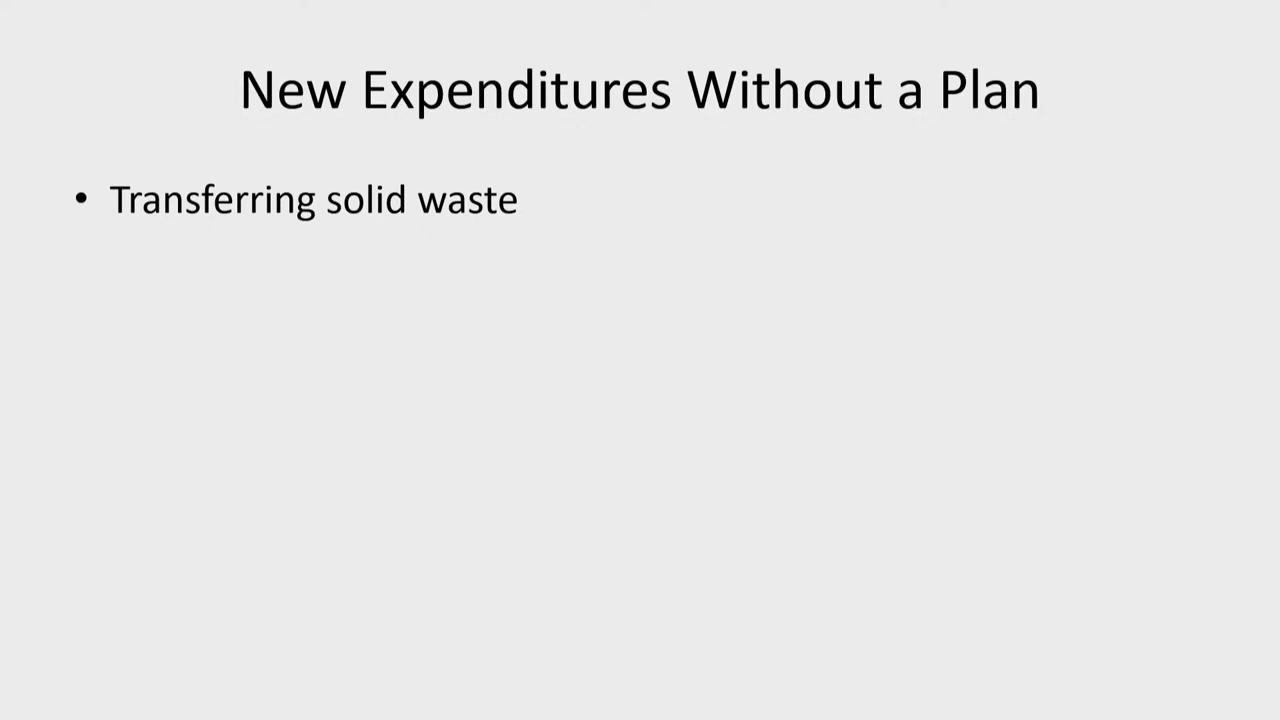 New Expenditures Without a Plan
• Transferring solid waste